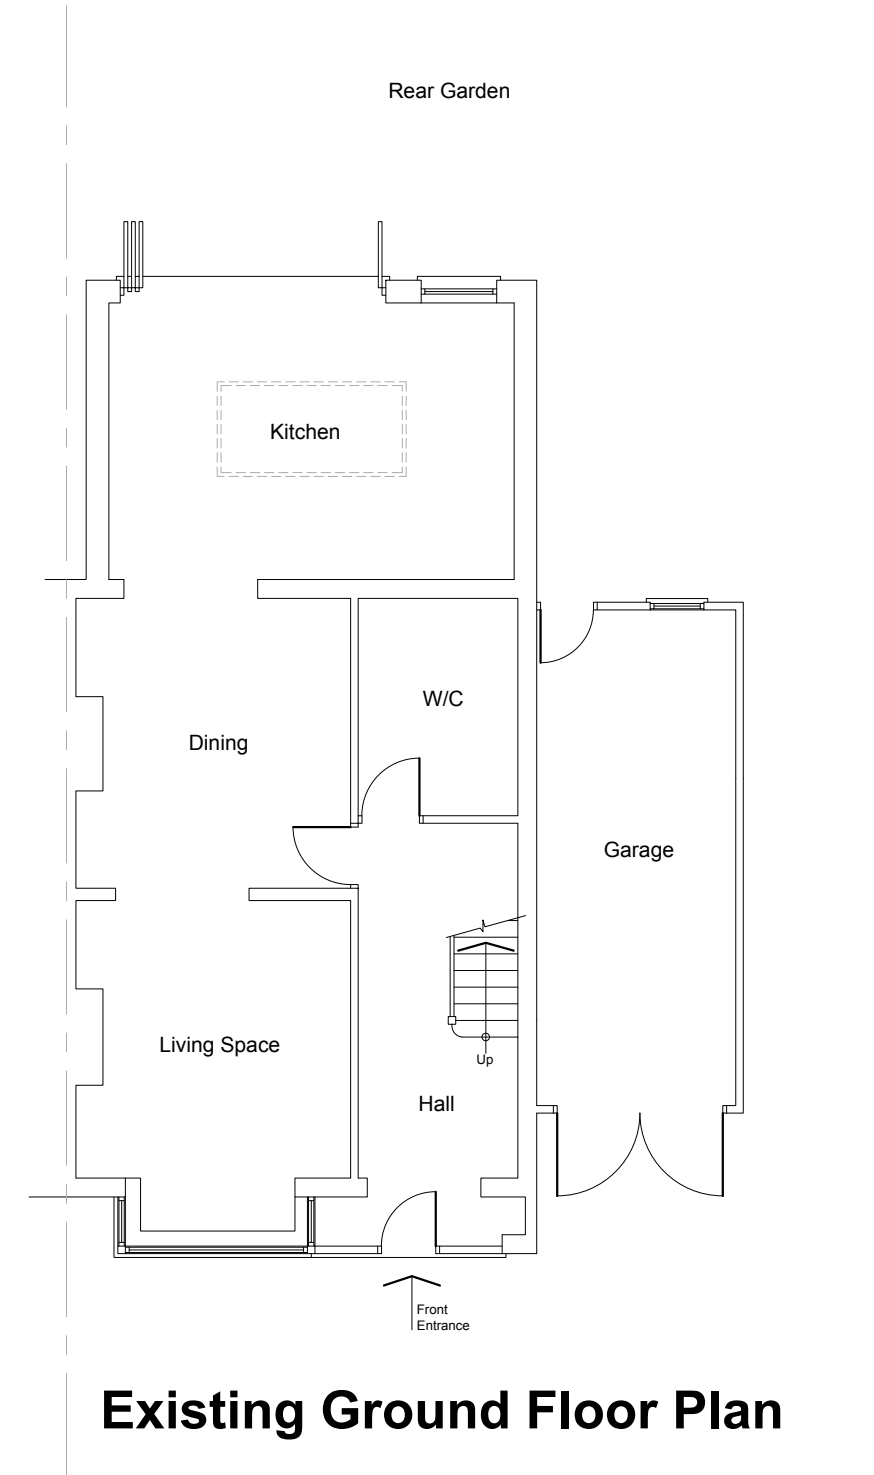 Rear Garden
Kitchen
W/C
Dining
Garage
Living Space
Up
Hall
Front
Entrance
Existing Ground Floor Plan